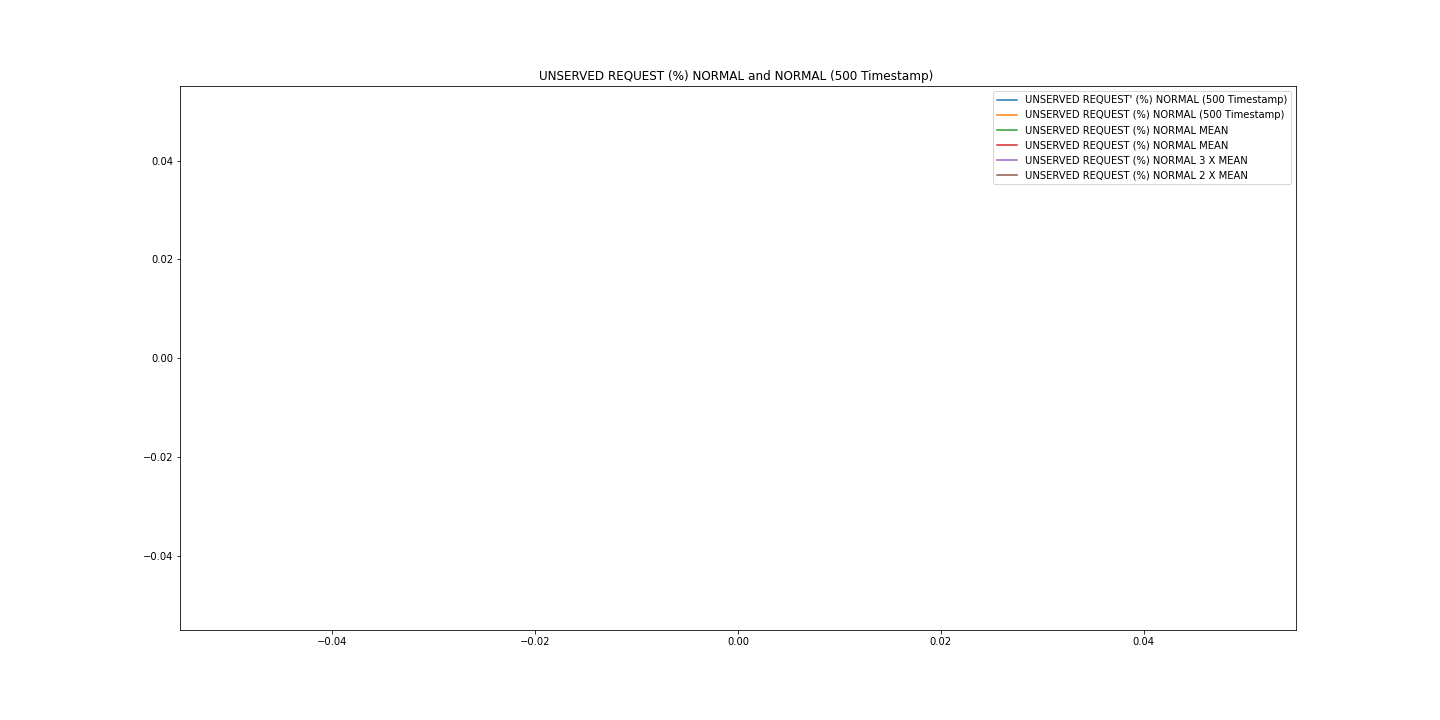 UNSERVED REQUEST (%) NORMAL and NORMAL (500 Timestamp)
UNSERVED REQUEST' (%) NORMAL (500 Timestamp)
UNSERVED REQUEST (%) NORMAL (500 Timestamp)
UNSERVED REQUEST (%) NORMAL MEAN
UNSERVED REQUEST (%) NORMAL MEAN
UNSERVED REQUEST (%) NORMAL 3 X MEAN
UNSERVED REQUEST (%) NORMAL 2 X MEAN
0.04
0.02
0.00
−0.02
−0.04
−0.04 −0.02 0.00 0.02 0.04